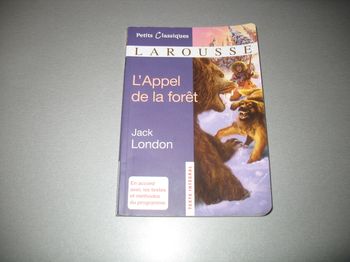 Petits Classiques
LAROUSSE
L'Appel
de la forêt
Jack
London
En accord
avec les textes
et méthodes
du programme
TEXTE INTÉGRAL